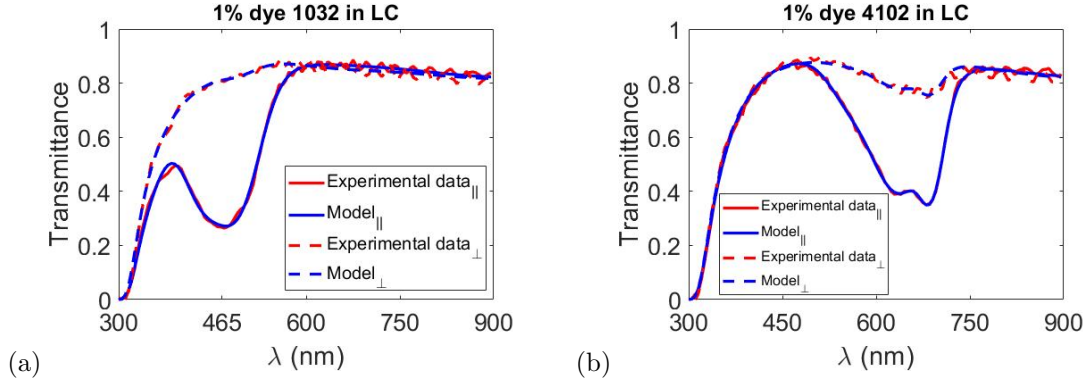 1% dye 1032 in LC
Transmittance
1
0.8
0.6
0.4
0.2
0
Experimental data∥
Model∥
Experimental data⊥
Model⊥
300 465 600 750 900
λ (nm)
(a)
1% dye 4102 in LC
Transmittance
1
0.8
0.6
0.4
0.2
0
Experimental data∥
Model∥
Experimental data⊥
Model⊥
300 450 600 750 900
λ (nm)
(b)